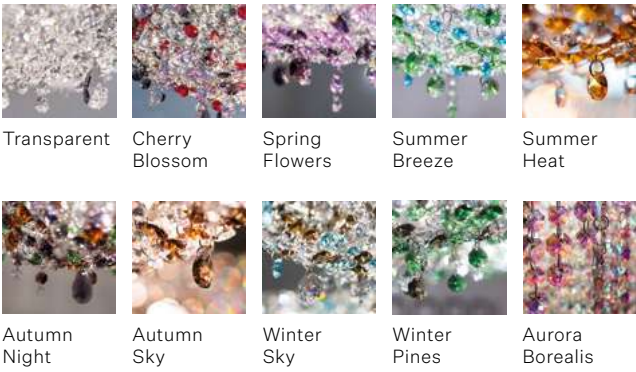 Transparent
Cherry
Blossom
Spring
Flowers
Summer
Breeze
Summer
Heat
Autumn
Night
Autumn
Sky
Winter
Sky
Winter
Pines
Aurora
Borealis